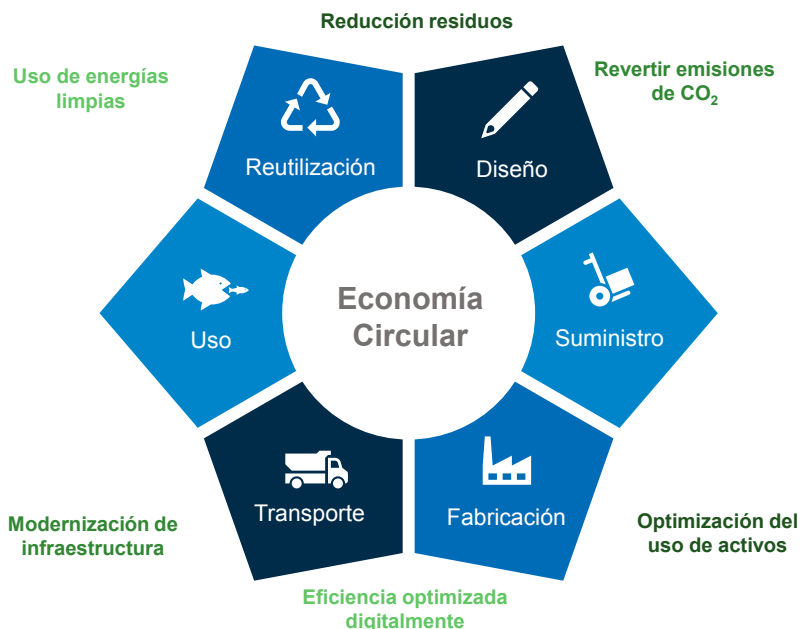 Reducción residuos
Uso de energías
limpias
Revertir emisiones
de CO₂
Reutilización
Diseño
Uso
Economía
Circular
Suministro
Transporte
Fabricación
Modernización de
infraestructura
Optimización del
uso de activos
Eficiencia optimizada
digitalmente